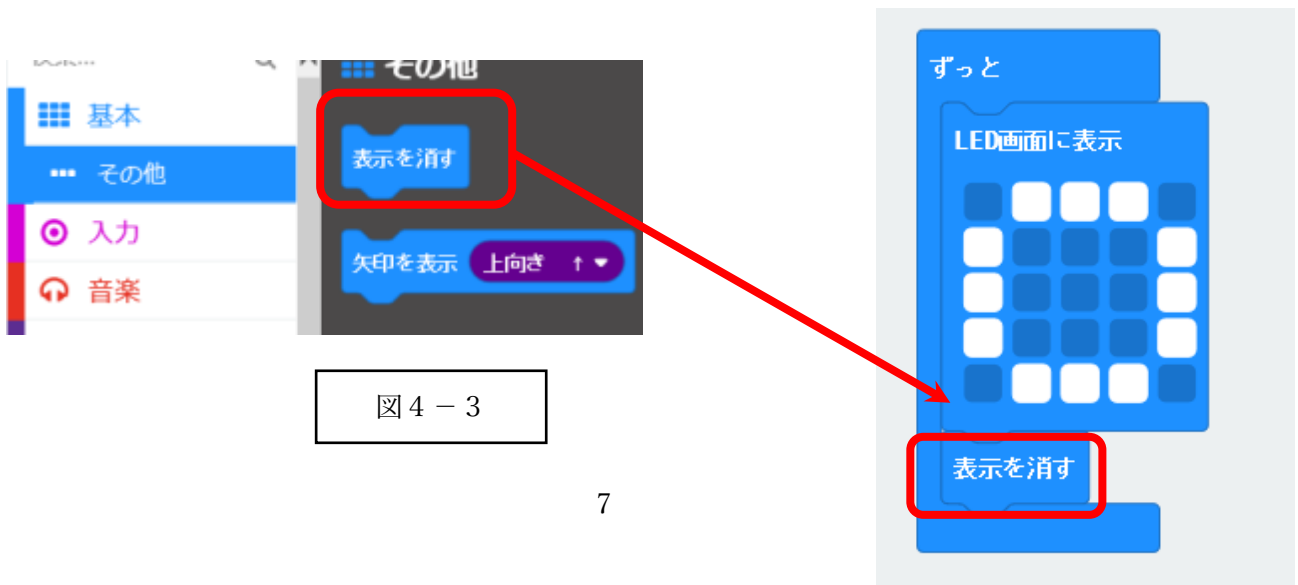 その他
基本
その他
入力
音楽
表示を消す
矢印を表示 上向き ↑
図4－3
7
ずっと
LED画面に表示
表示を消す